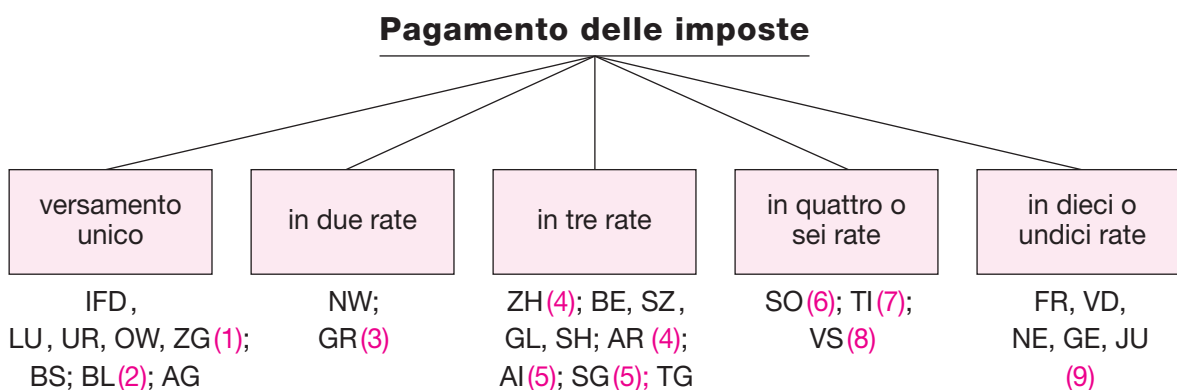 Pagamento delle imposte
versamento
unico
in due rate
in tre rate
in quattro o
sei rate
in dieci o
undici rate
IFD,
LU, UR, OW, ZG(1);
BS; BL(2); AG
NW;
GR(3)
ZH(4); BE, SZ,
GL, SH; AR (4);
AI(5); SG(5); TG
SO(6); TI(7);
VS(8)
FR, VD,
NE, GE, JU
(9)